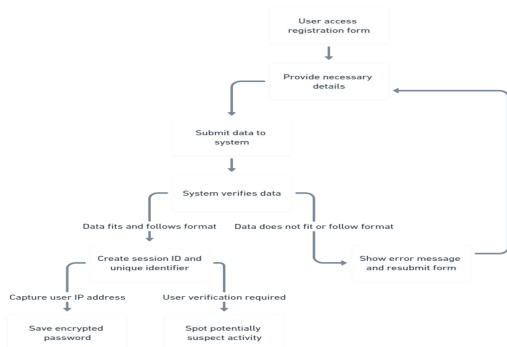 User access
registration form
Provide necessary
details
Submit data to
system
System verifies data
Data fits and follows format
Data does not fit or follow format
Create session ID and
unique identifier
Show error message
and resubmit form
Capture user IP address
User verification required
Save encrypted
password
Spot potentially
suspect activity